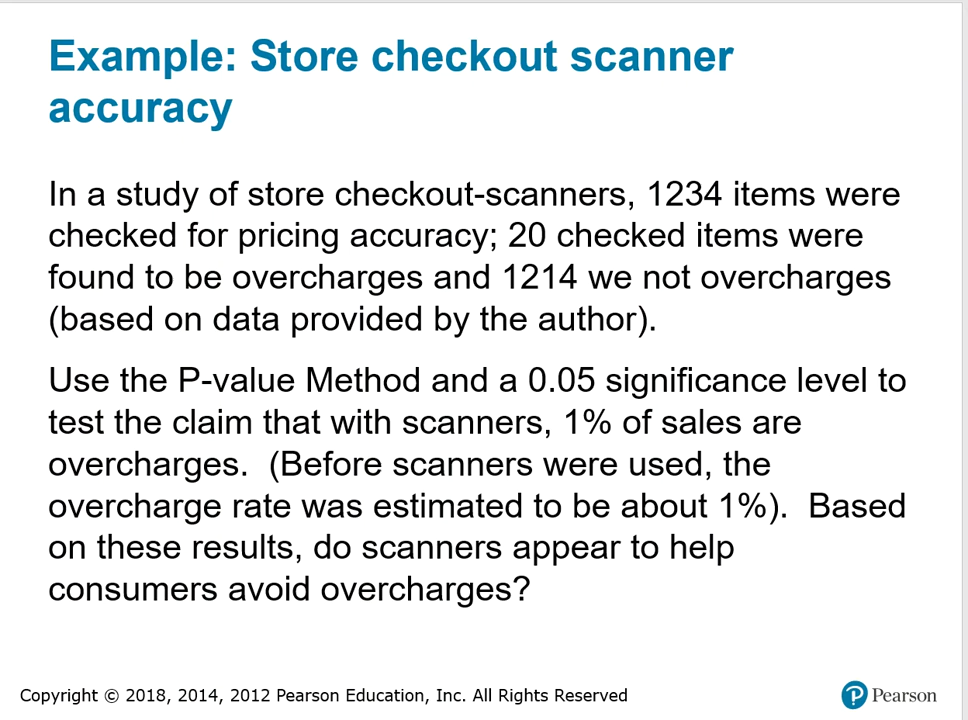 Example: Store checkout scanner
accuracy
In a study of store checkout-scanners, 1234 items were
checked for pricing accuracy; 20 checked items were
found to be overcharges and 1214 we not overcharges
(based on data provided by the author).
Use the P-value Method and a 0.05 significance level to
test the claim that with scanners, 1% of sales are
overcharges.  (Before scanners were used, the
overcharge rate was estimated to be about 1%).  Based
on these results, do scanners appear to help
consumers avoid overcharges?
Copyright © 2018, 2014, 2012 Pearson Education, Inc. All Rights Reserved
P Pearson